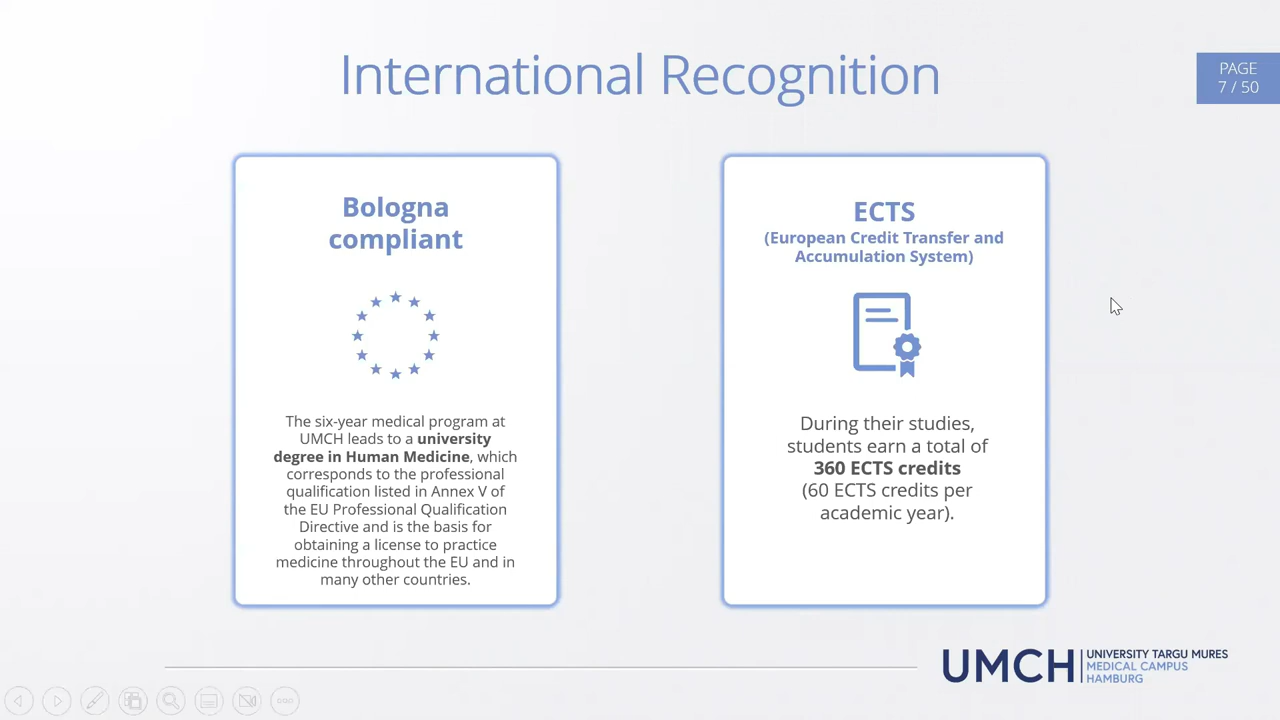 International Recognition
PAGE
7 / 50
Bologna
compliant
The six-year medical program at
UMCH leads to a university
degree in Human Medicine, which
corresponds to the professional
qualification listed in Annex V of
the EU Professional Qualification
Directive and is the basis for
obtaining a license to practice
medicine throughout the EU and in
many other countries.
ECTS
(European Credit Transfer and
Accumulation System)
During their studies,
students earn a total of
360 ECTS credits
(60 ECTS credits per
academic year).
UMCH
UNIVERSITY TARGU MURES
MEDICAL CAMPUS
HAMBURG